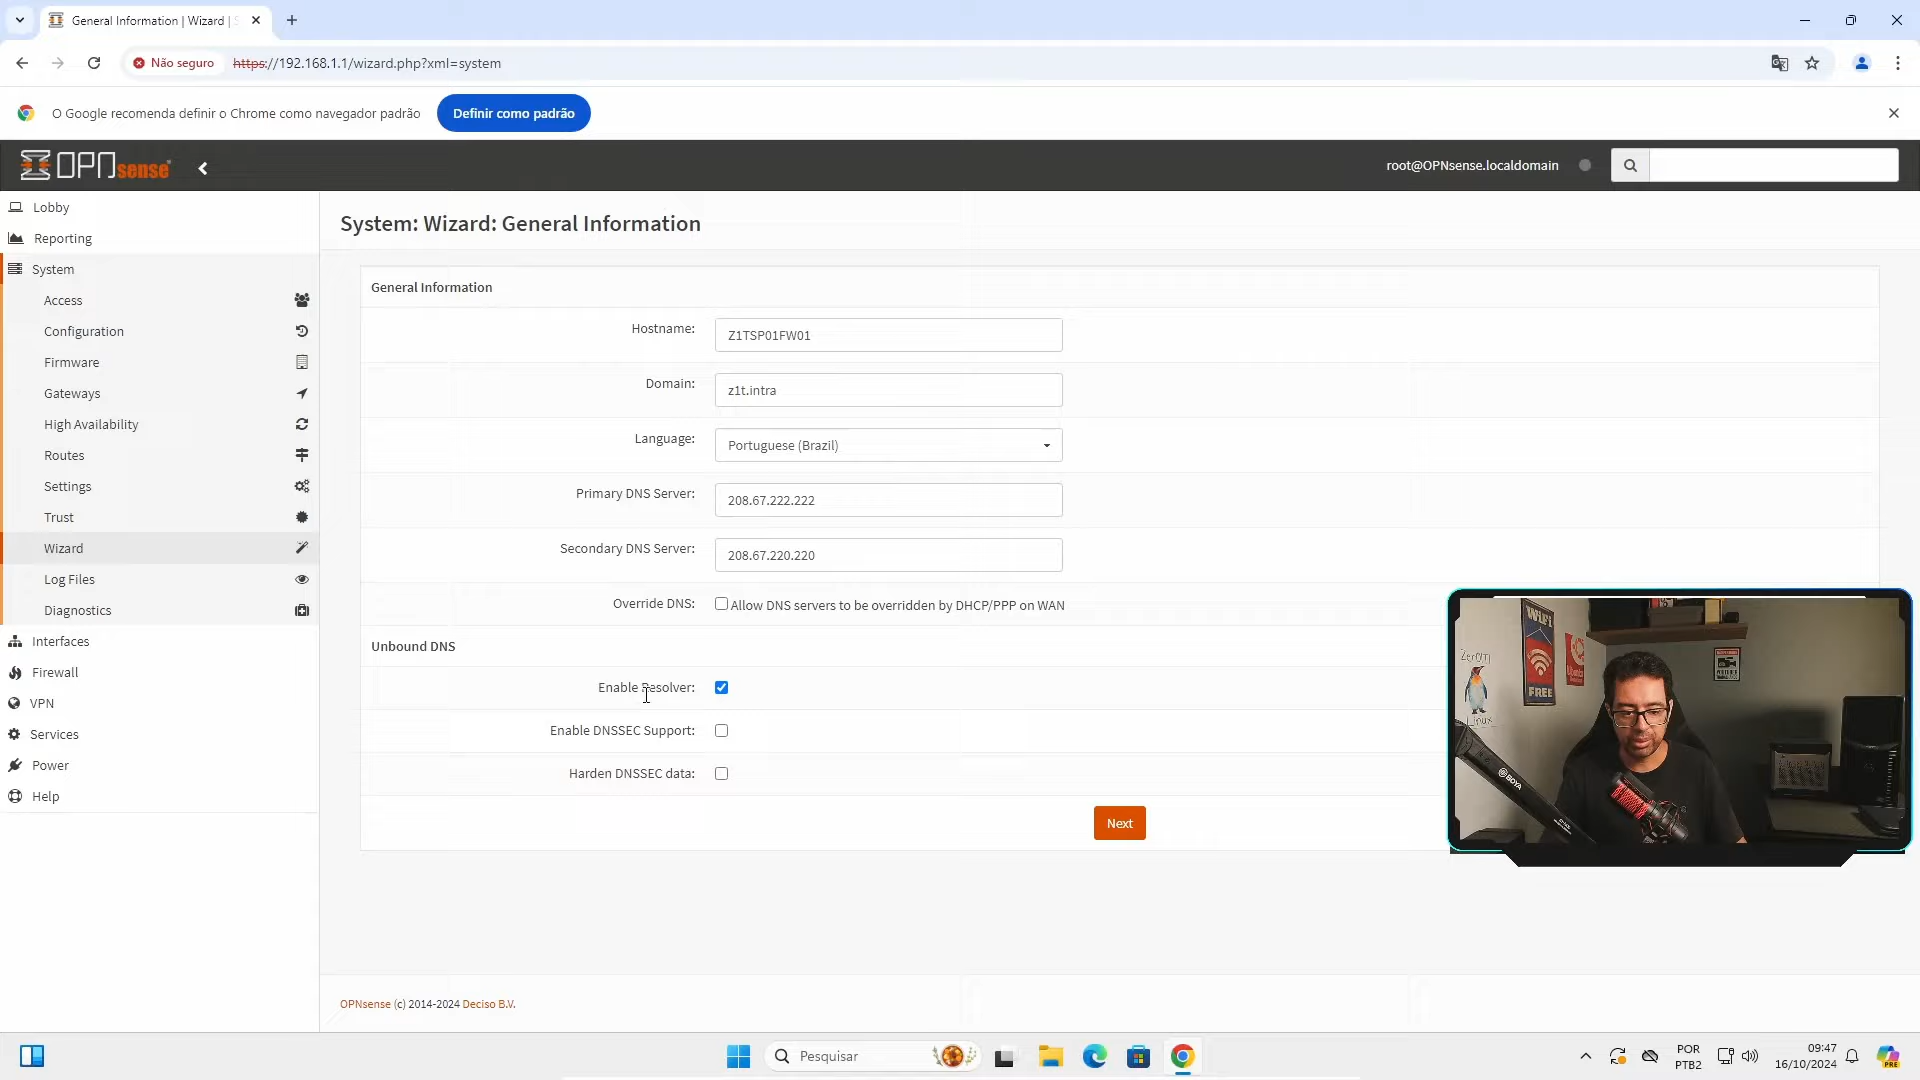 General Information | Wizard |
Não seguro
https://192.168.1.1/wizard.php?xml=system
O Google recomenda definir o Chrome como navegador padrão
Definir como padrão
OPNsense
root@OPNsense.localdomain
Lobby
Reporting
System
Access
Configuration
Firmware
Gateways
High Availability
Routes
Settings
Trust
Wizard
Log Files
Diagnostics
Interfaces
Firewall
VPN
Services
Power
Help
System: Wizard: General Information
General Information
Hostname: Z1TSP01FW01
Domain: z1t.intra
Language: Portuguese (Brazil)
Primary DNS Server: 208.67.222.222
Secondary DNS Server: 208.67.220.220
Override DNS: Allow DNS servers to be overridden by DHCP/PPP on WAN
Unbound DNS
Enable Resolver:
Enable DNSSEC Support:
Harden DNSSEC data:
Next
OPNsense (c) 2014-2024 Deciso B.V.
WiFi
FREE
Linux
BOYA
Pesquisar
POR
PTB2
09:47
16/10/2024
PRE